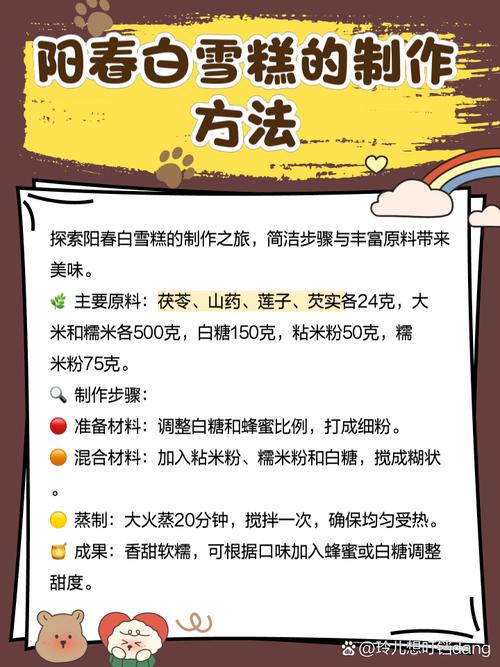 阳春白雪糕的制作
方法
探索阳春白雪糕的制作之旅，简洁步骤与丰富原料带来
美味。
🌿 主要原料：茯苓、山药、莲子、芡实各24克，大
米和糯米各500克，白糖150克，粘米粉50克，糯
米粉75克。
🔍 制作步骤：
🔴 准备材料：调整白糖和蜂蜜比例，打成细粉。
🟠 混合材料：加入粘米粉、糯米粉和白糖，搅成糊状
。
🟡 蒸制：大火蒸20分钟，搅拌一次，确保均匀受热。
🍯 成果：香甜软糯，可根据口味加入蜂蜜或白糖调整
甜度。
@玲儿想时铛dang